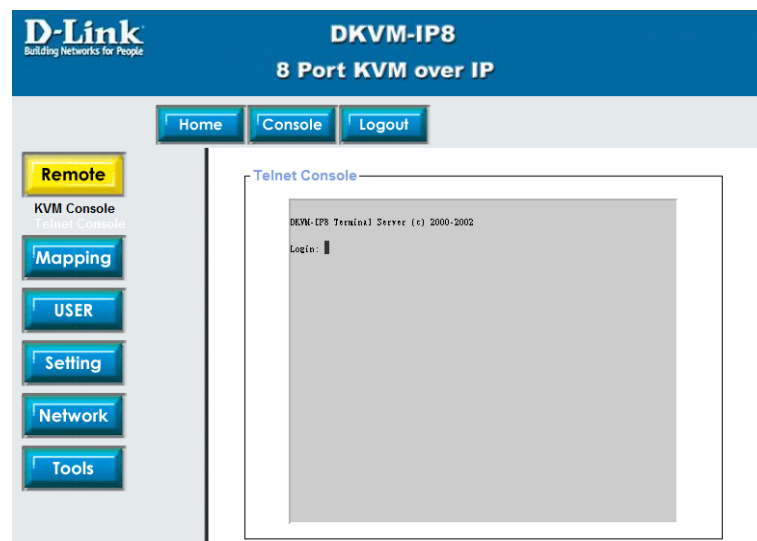 D-Link
Building Networks for People
DKVM-IP8
8 Port KVM over IP
Home
Console
Logout
Remote
KVM Console
Telnet Console
Mapping
USER
Setting
Network
Tools
Telnet Console
DKVM-IP8 Terminal Server (c) 2000-2002
Login: